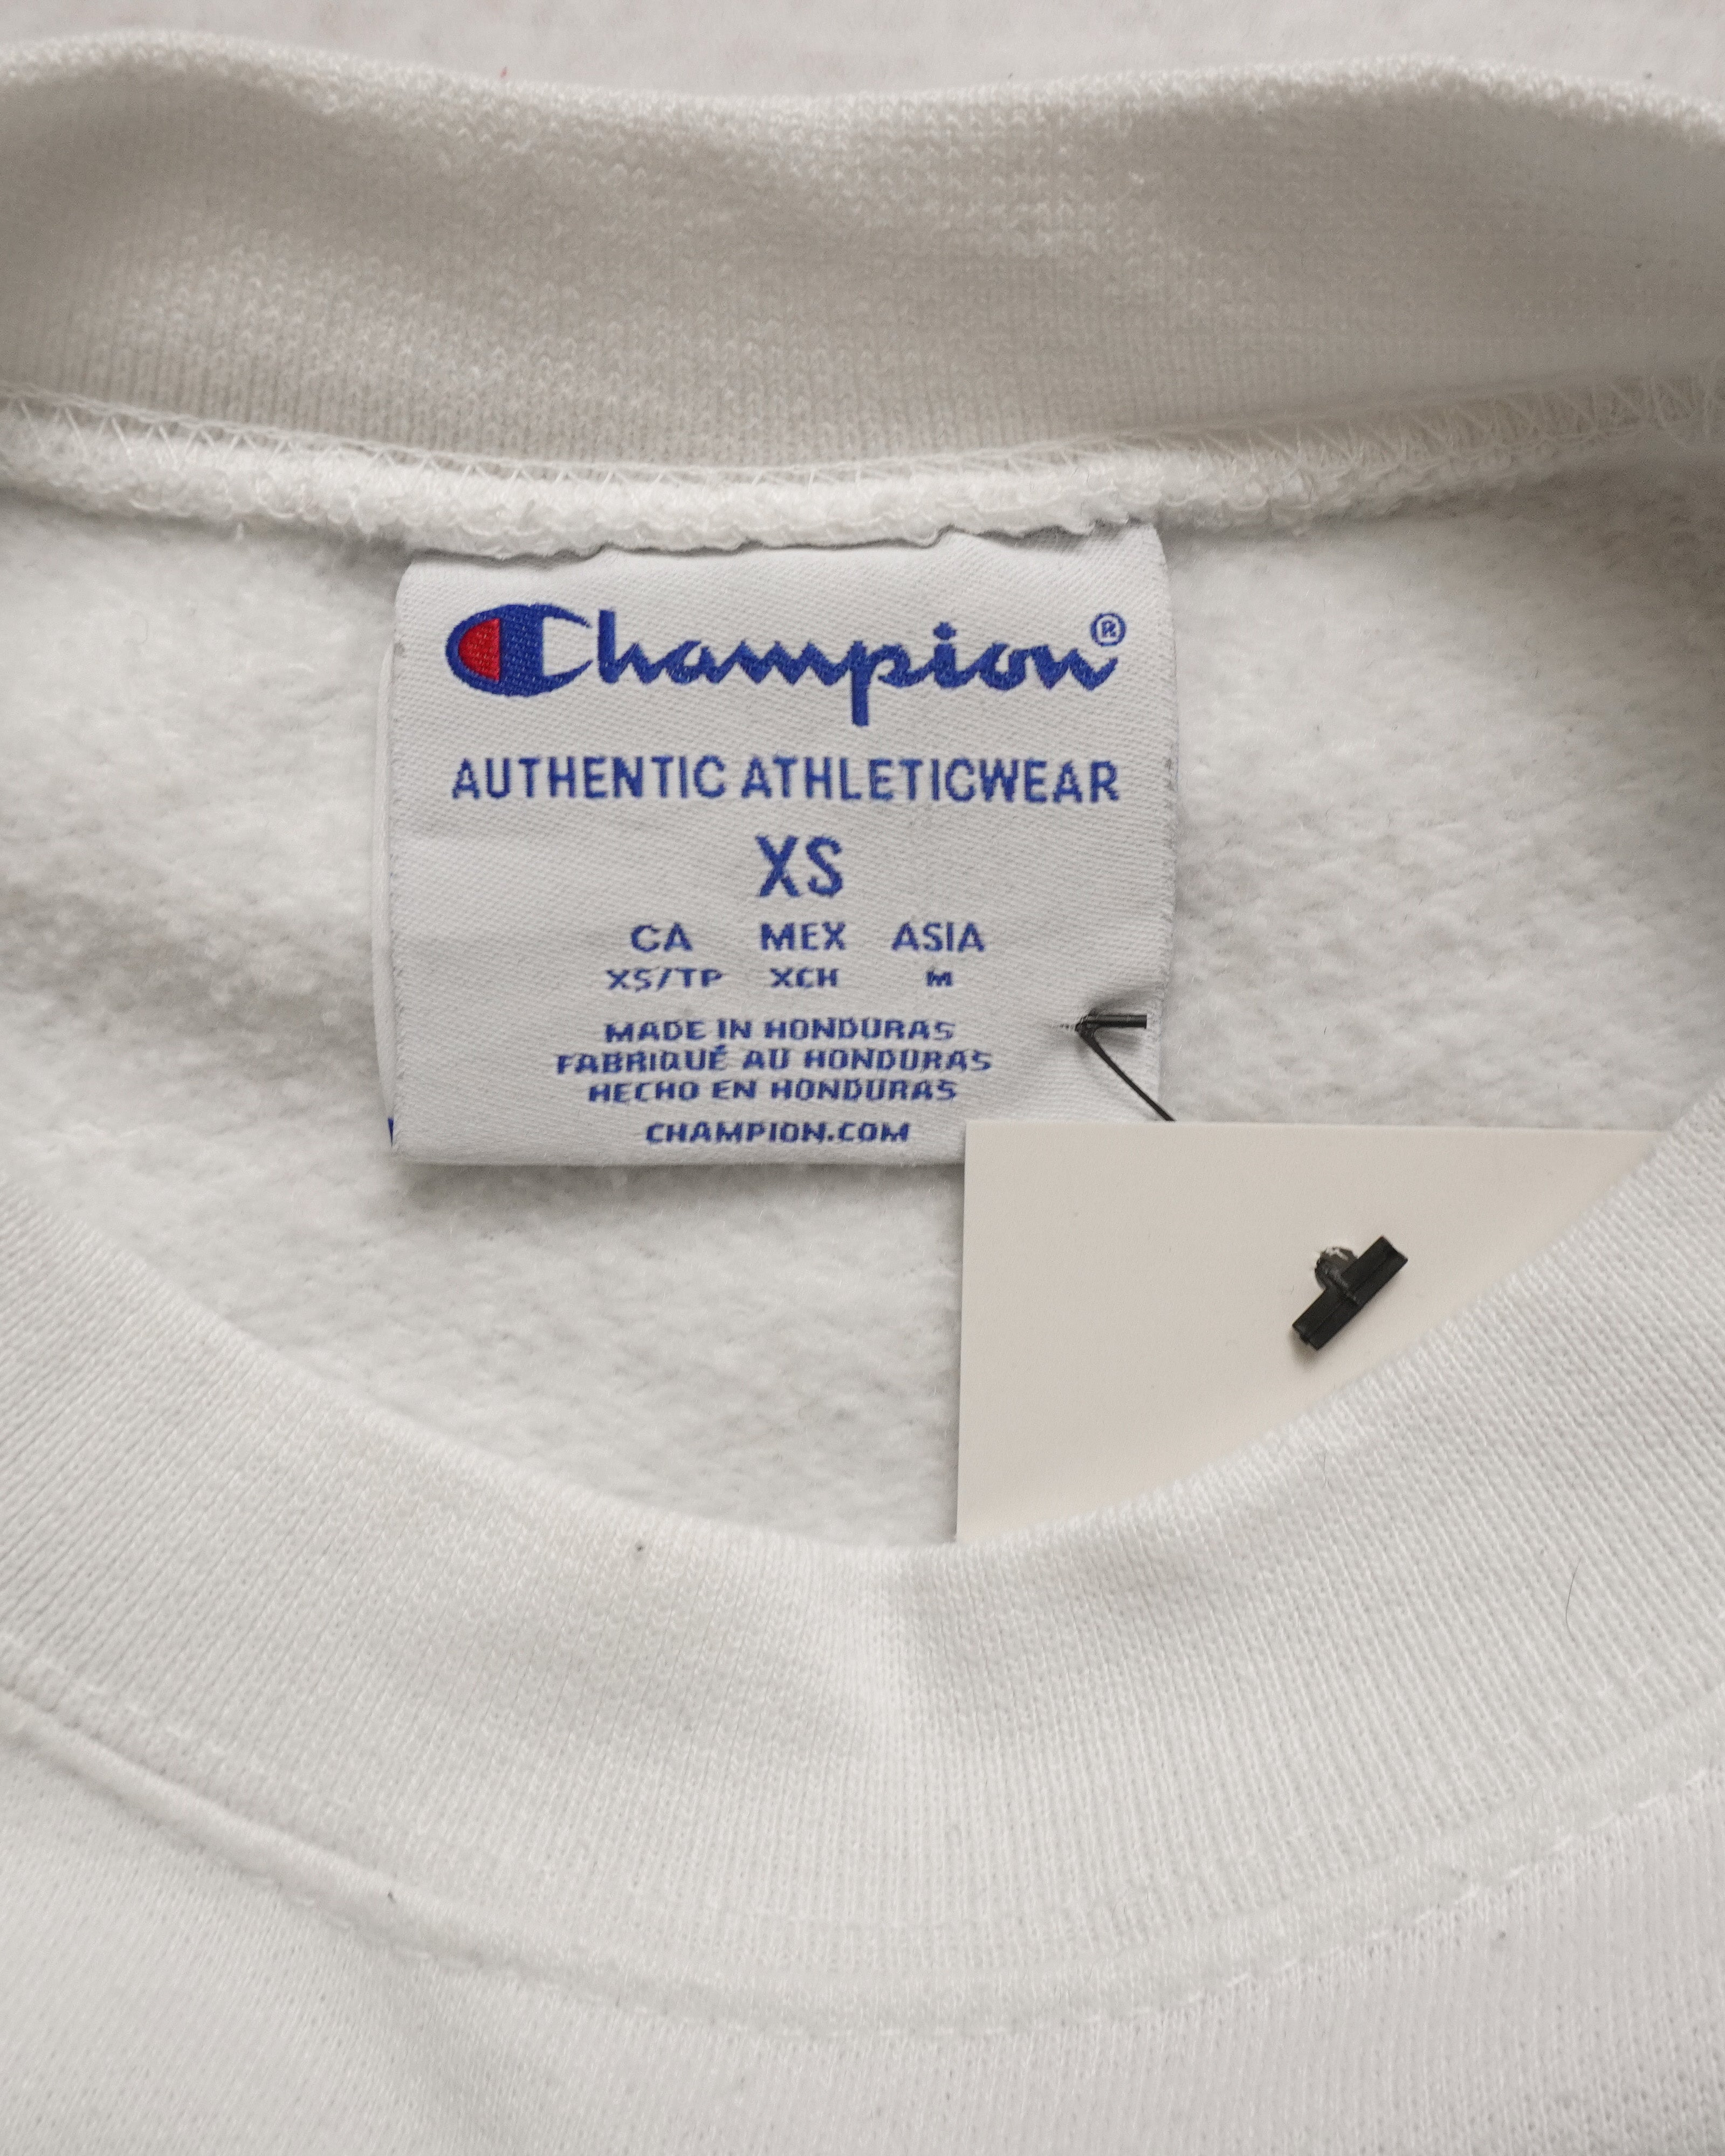 Champion®
AUTHENTIC ATHLETICWEAR
XS
CA MEX ASIA
XS/TP XCH M
MADE IN HONDURAS
FABRIQUÉ AU HONDURAS
HECHO EN HONDURAS
CHAMPION.COM